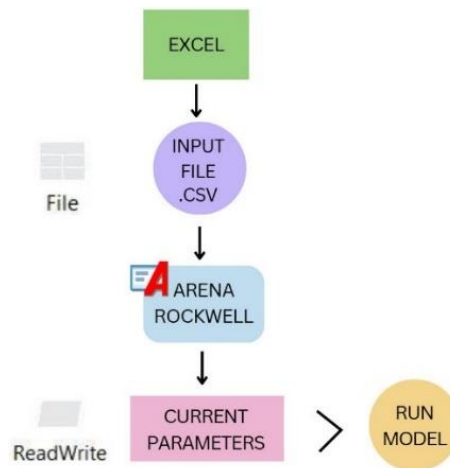 EXCEL
INPUT
FILE
.CSV
File
ARENA
ROCKWELL
CURRENT
PARAMETERS
ReadWrite
RUN
MODEL